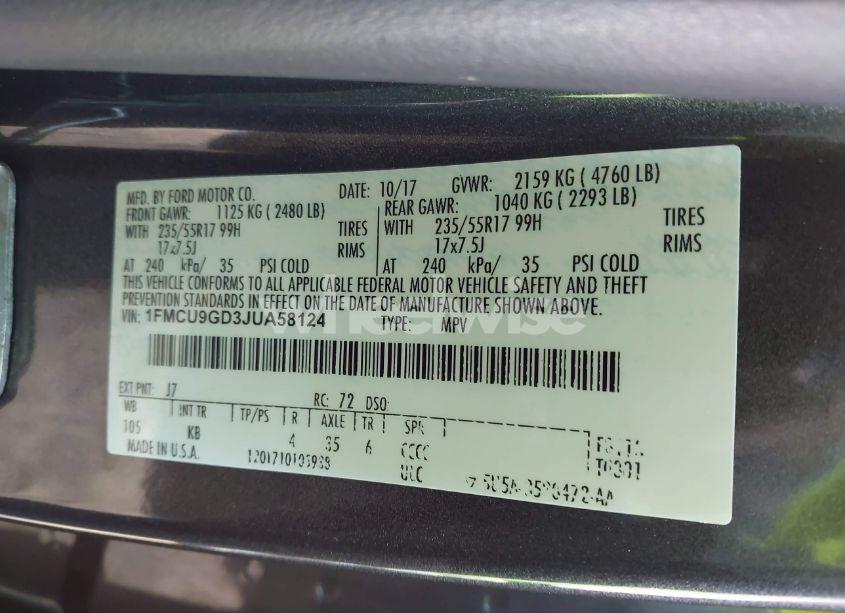 MFD. BY FORD MOTOR CO. DATE: 10/17 GVWR: 2159 KG ( 4760 LB)
FRONT GAWR: 1125 KG ( 2480 LB) REAR GAWR: 1040 KG ( 2293 LB)
WITH 235/55R17 99H TIRES WITH 235/55R17 99H TIRES
17x7.5J RIMS 17x7.5J RIMS
AT 240 kPa/ 35 PSI COLD AT 240 kPa/ 35 PSI COLD
THIS VEHICLE CONFORMS TO ALL APPLICABLE FEDERAL MOTOR VEHICLE SAFETY AND THEFT
PREVENTION STANDARDS IN EFFECT ON THE DATE OF MANUFACTURE SHOWN ABOVE.
VIN: 1FMCU9GD3JUA58124 TYPE: MPV
wheelwise
EXT PNT: J7 RC: 72 DSO:
WB INT TR TP/PS R AXLE TR SPR
105 KB 4 35 6 CCCC
MADE IN U.S.A. ULC